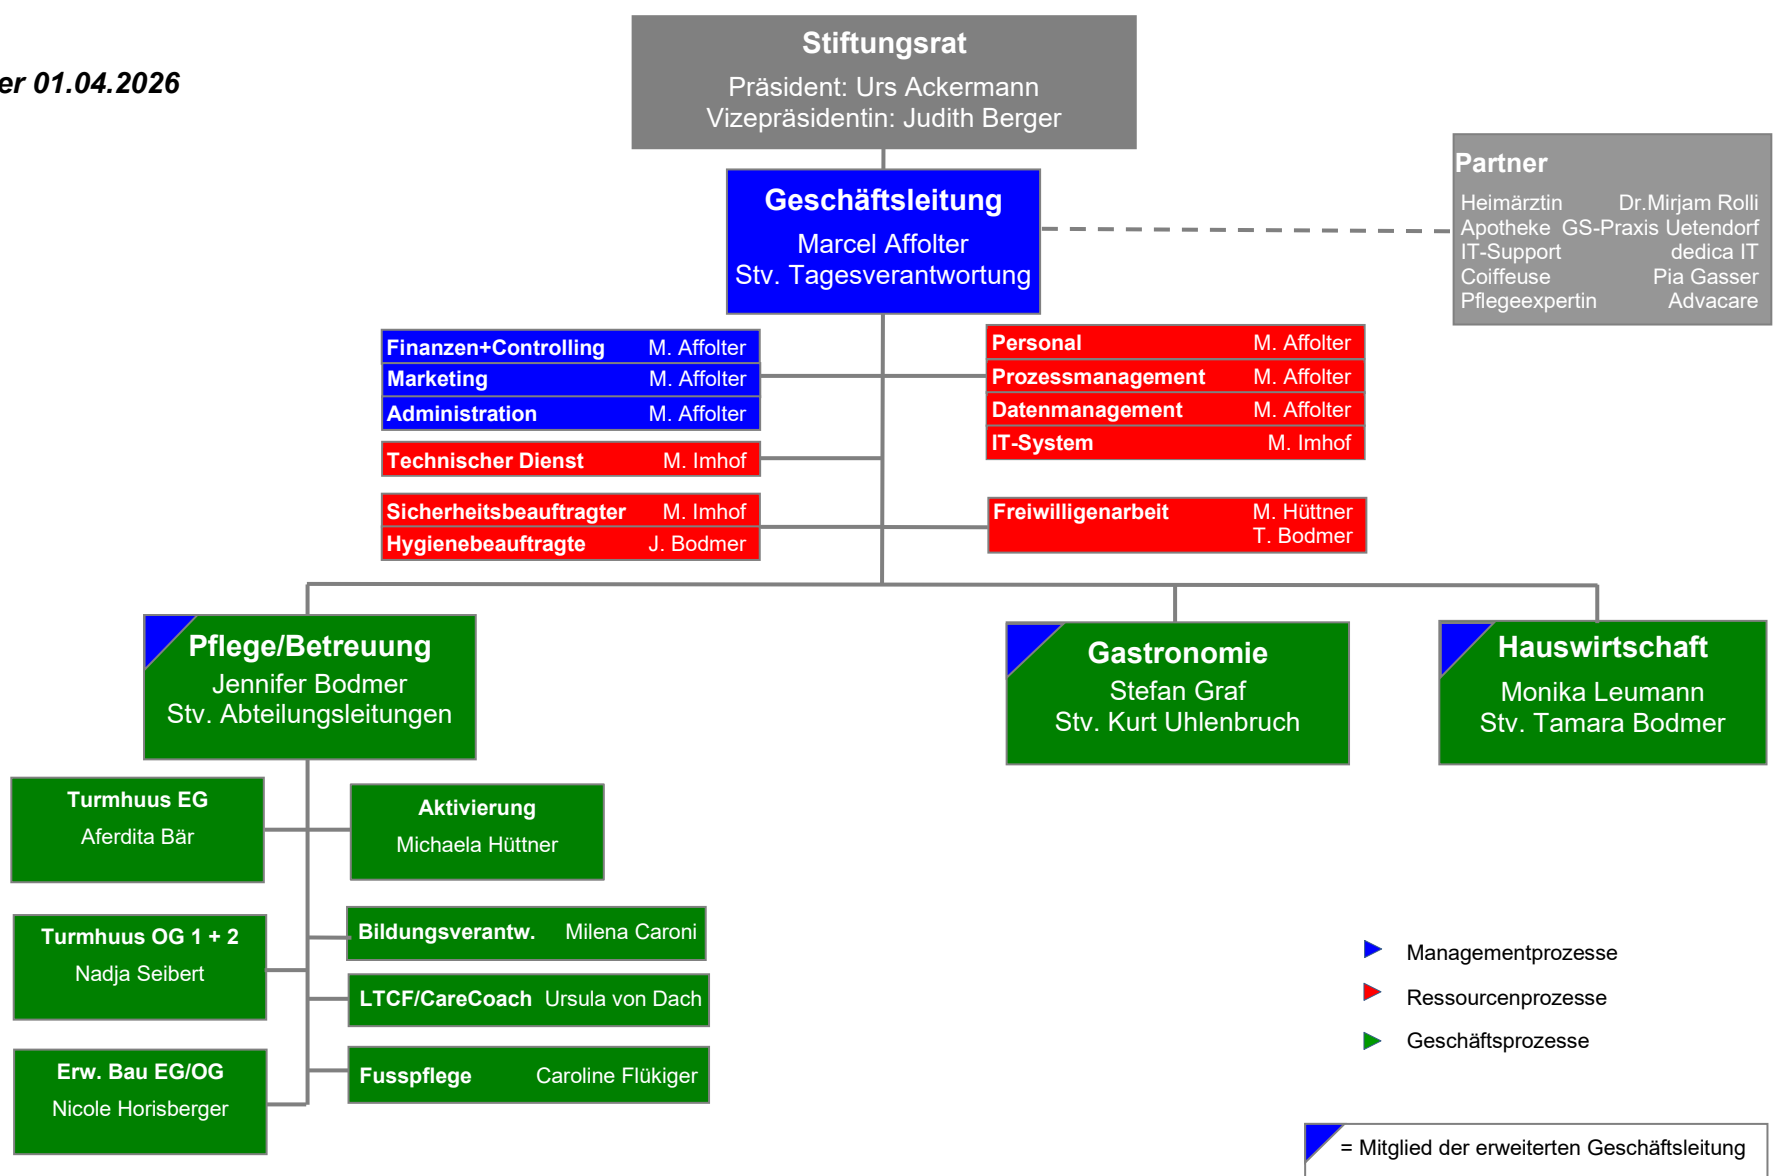 er 01.04.2026
Stiftungsrat
Präsident: Urs Ackermann
Vizepräsidentin: Judith Berger
Geschäftsleitung
Marcel Affolter
Stv. Tagesverantwortung
Partner
Heimärztin Dr.Mirjam Rolli
Apotheke GS-Praxis Uetendorf
IT-Support dedica IT
Coiffeuse Pia Gasser
Pflegeexpertin Advacare
Finanzen+Controlling M. Affolter
Marketing M. Affolter
Administration M. Affolter
Technischer Dienst M. Imhof
Sicherheitsbeauftragter M. Imhof
Hygienebeauftragte J. Bodmer
Personal M. Affolter
Prozessmanagement M. Affolter
Datenmanagement M. Affolter
IT-System M. Imhof
Freiwilligenarbeit M. Hüttner
T. Bodmer
Pflege/Betreuung
Jennifer Bodmer
Stv. Abteilungsleitungen
Gastronomie
Stefan Graf
Stv. Kurt Uhlenbruch
Hauswirtschaft
Monika Leumann
Stv. Tamara Bodmer
Turmhuus EG
Aferdita Bär
Aktivierung
Michaela Hüttner
Turmhuus OG 1 + 2
Nadja Seibert
Bildungsverantw. Milena Caroni
LTCF/CareCoach Ursula von Dach
Erw. Bau EG/OG
Nicole Horisberger
Fusspflege Caroline Flükiger
Managementprozesse
Ressourcenprozesse
Geschäftsprozesse
= Mitglied der erweiterten Geschäftsleitung